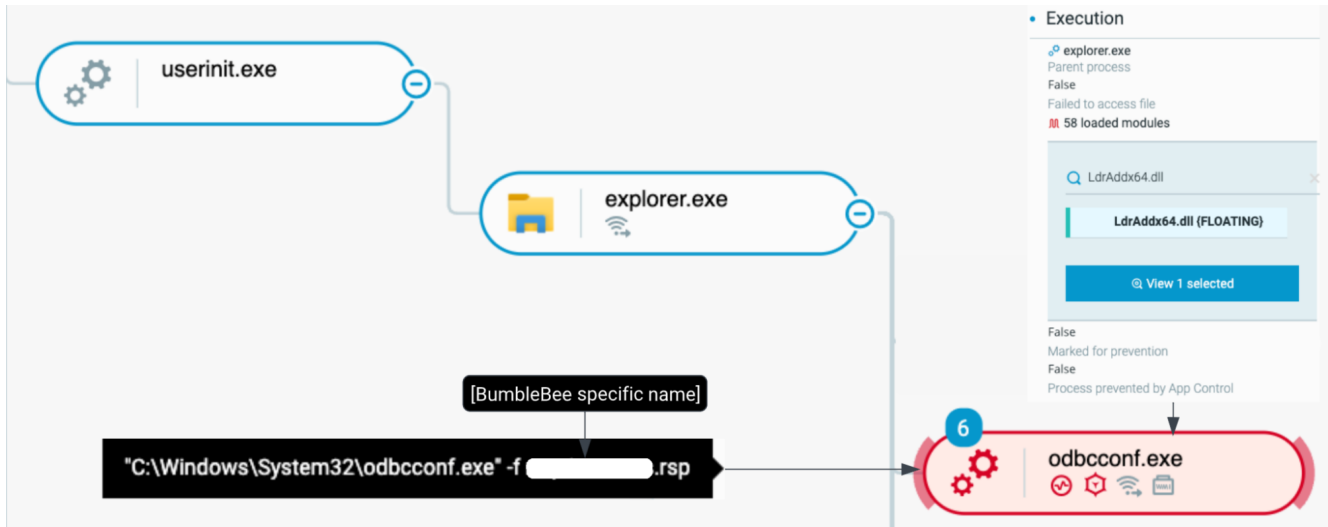 userinit.exe
explorer.exe
[BumbleBee specific name]
"C:\Windows\System32\odbcconf.exe" -f .rsp
Execution
explorer.exe
Parent process
False
Failed to access file
58 loaded modules
LdrAddx64.dll
LdrAddx64.dll {FLOATING}
View 1 selected
False
Marked for prevention
False
Process prevented by App Control
6
odbcconf.exe